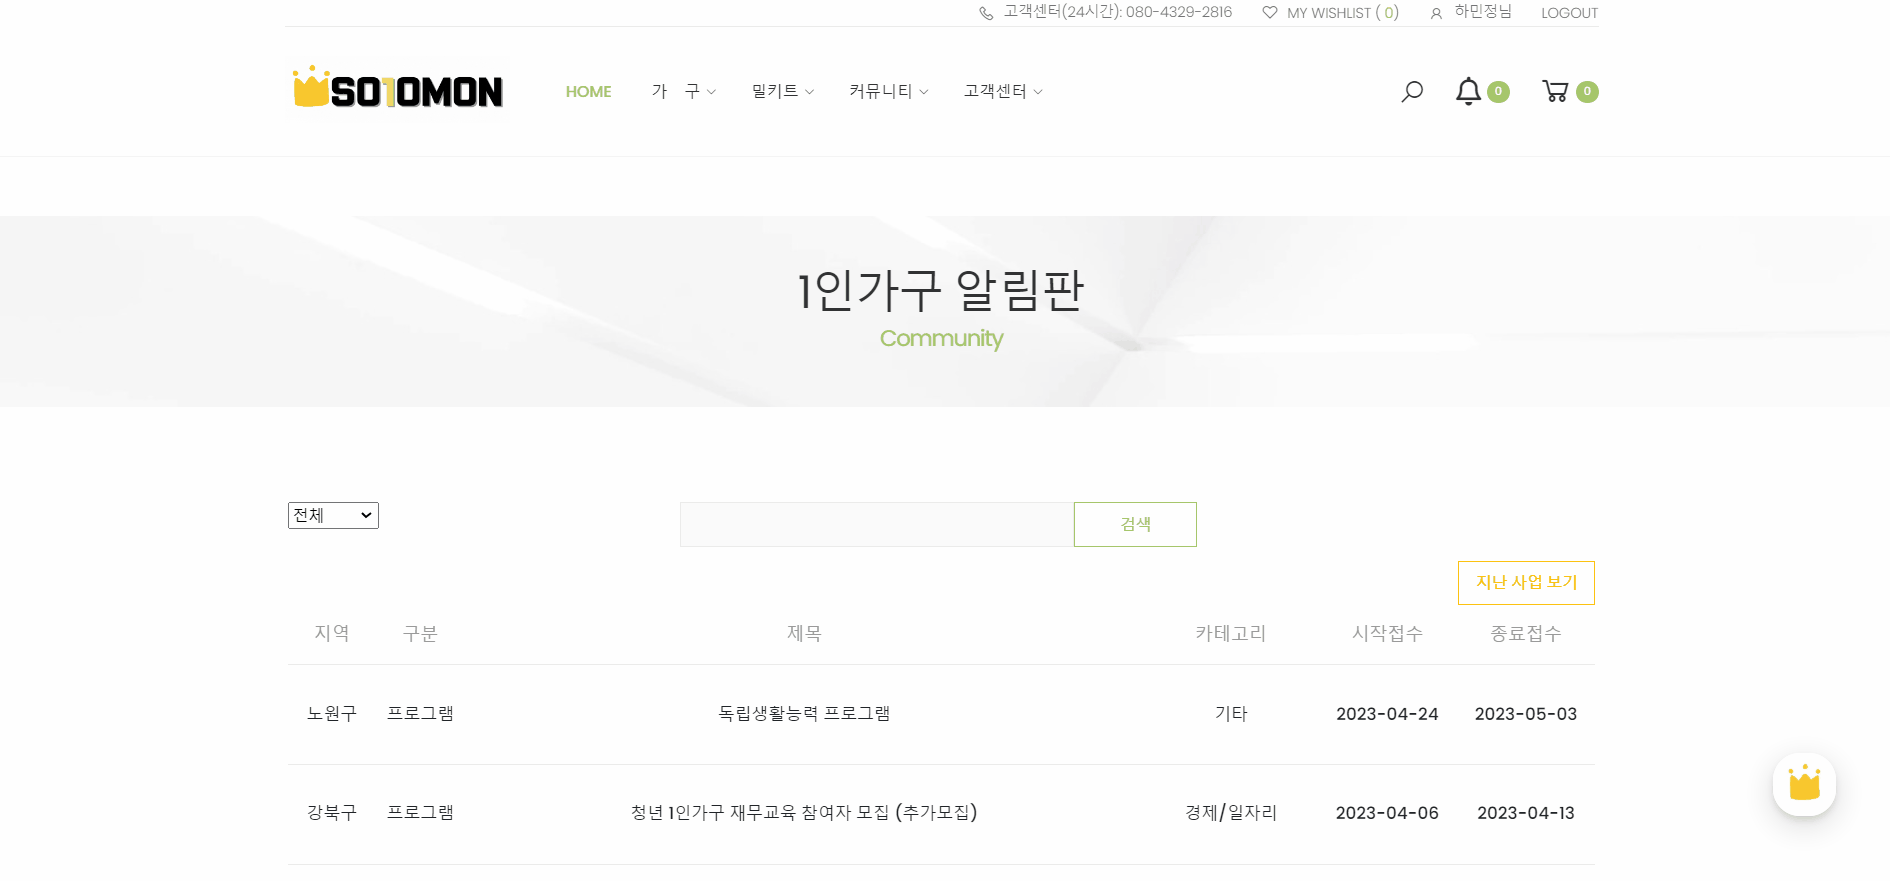 고객센터(24시간): 080-4329-2816 MY WISHLIST ( 0) 하민정님 LOGOUT
SO1OMON HOME 가 구 밀키트 커뮤니티 고객센터 0 0
1인가구 알림판
Community
전체 검색
지난 사업 보기
지역 구분 제목 카테고리 시작접수 종료접수
노원구 프로그램 독립생활능력 프로그램 기타 2023-04-24 2023-05-03
강북구 프로그램 청년 1인가구 재무교육 참여자 모집 (추가모집) 경제/일자리 2023-04-06 2023-04-13